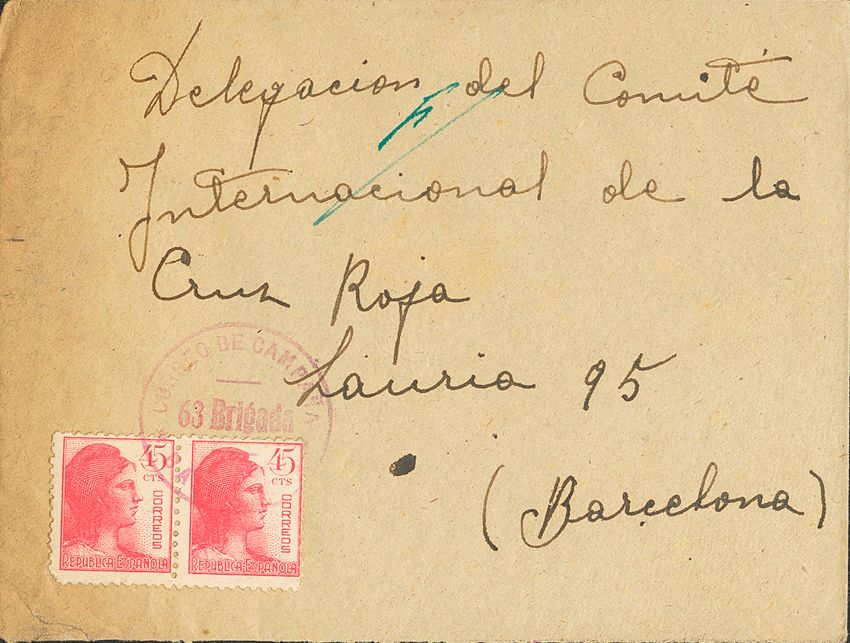 Delegacion del Comité
Internacional de la
Cruz Roja
Lauria 95
(Barcelona)
CORREO DE CAMPAÑA
63 Brigada
45
CTS
CORREOS
REPUBLICA ESPAÑOLA
45
CTS
CORREOS
REPUBLICA ESPAÑOLA